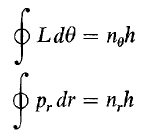 ∮ L dθ = n_θ h
∮ p_r dr = n_r h